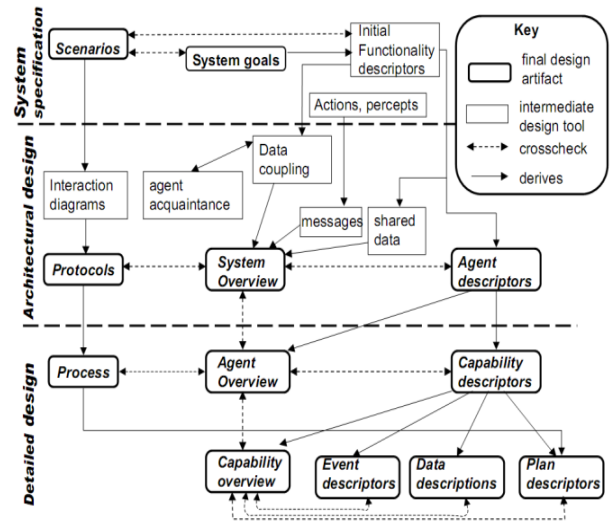 System
specification
Scenarios
System goals
Initial
Functionality
descriptors
Actions, percepts
Key
final design
artifact
intermediate
design tool
crosscheck
derives
Architectural design
Interaction
diagrams
agent
acquaintance
Data
coupling
messages
shared
data
Protocols
System
Overview
Agent
descriptors
Detailed design
Process
Agent
Overview
Capability
descriptors
Capability
overview
Event
descriptors
Data
descriptions
Plan
descriptors